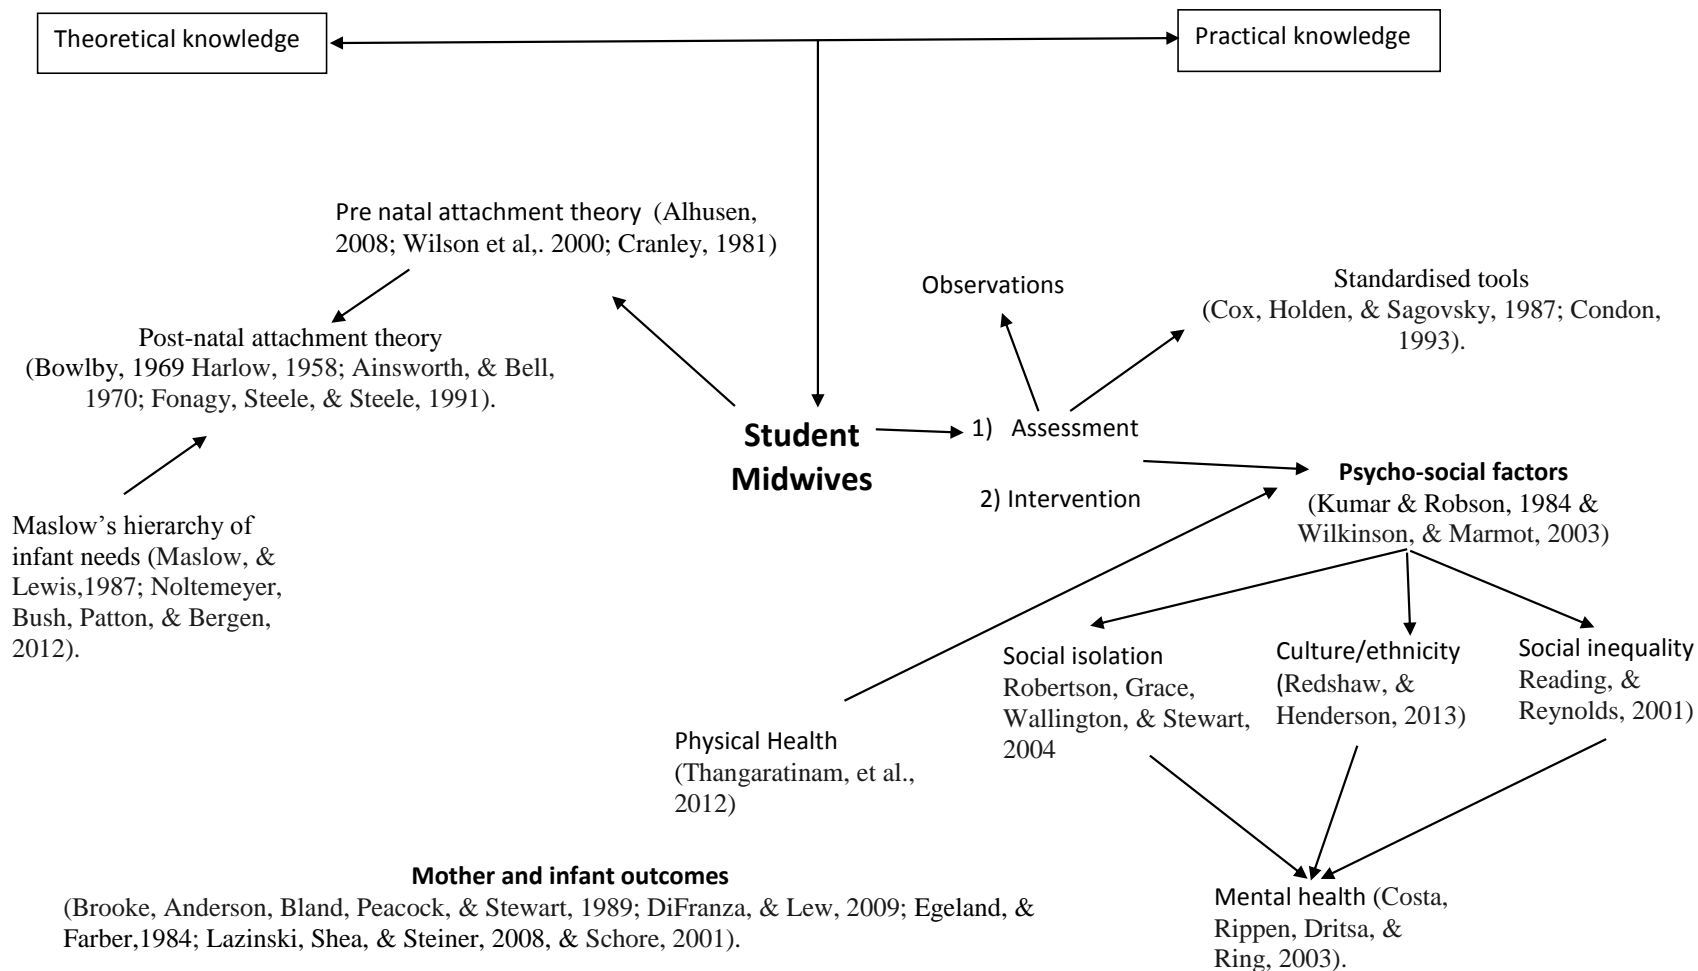 Theoretical knowledge
Practical knowledge
Pre natal attachment theory (Alhusen,
2008; Wilson et al,. 2000; Cranley, 1981)
Observations
Standardised tools
(Cox, Holden, & Sagovsky, 1987; Condon,
1993).
Post-natal attachment theory
(Bowlby, 1969 Harlow, 1958; Ainsworth, & Bell,
1970; Fonagy, Steele, & Steele, 1991).
Student
Midwives
1) Assessment
2) Intervention
Psycho-social factors
(Kumar & Robson, 1984 &
Wilkinson, & Marmot, 2003)
Maslow’s hierarchy of
infant needs (Maslow, &
Lewis,1987; Noltemeyer,
Bush, Patton, & Bergen,
2012).
Social isolation
Robertson, Grace,
Wallington, & Stewart,
2004
Culture/ethnicity
(Redshaw, &
Henderson, 2013)
Social inequality
Reading, &
Reynolds, 2001)
Physical Health
(Thangaratinam, et al.,
2012)
Mother and infant outcomes
(Brooke, Anderson, Bland, Peacock, & Stewart, 1989; DiFranza, & Lew, 2009; Egeland, &
Farber,1984; Lazinski, Shea, & Steiner, 2008, & Schore, 2001).
Mental health (Costa,
Rippen, Dritsa, &
Ring, 2003).